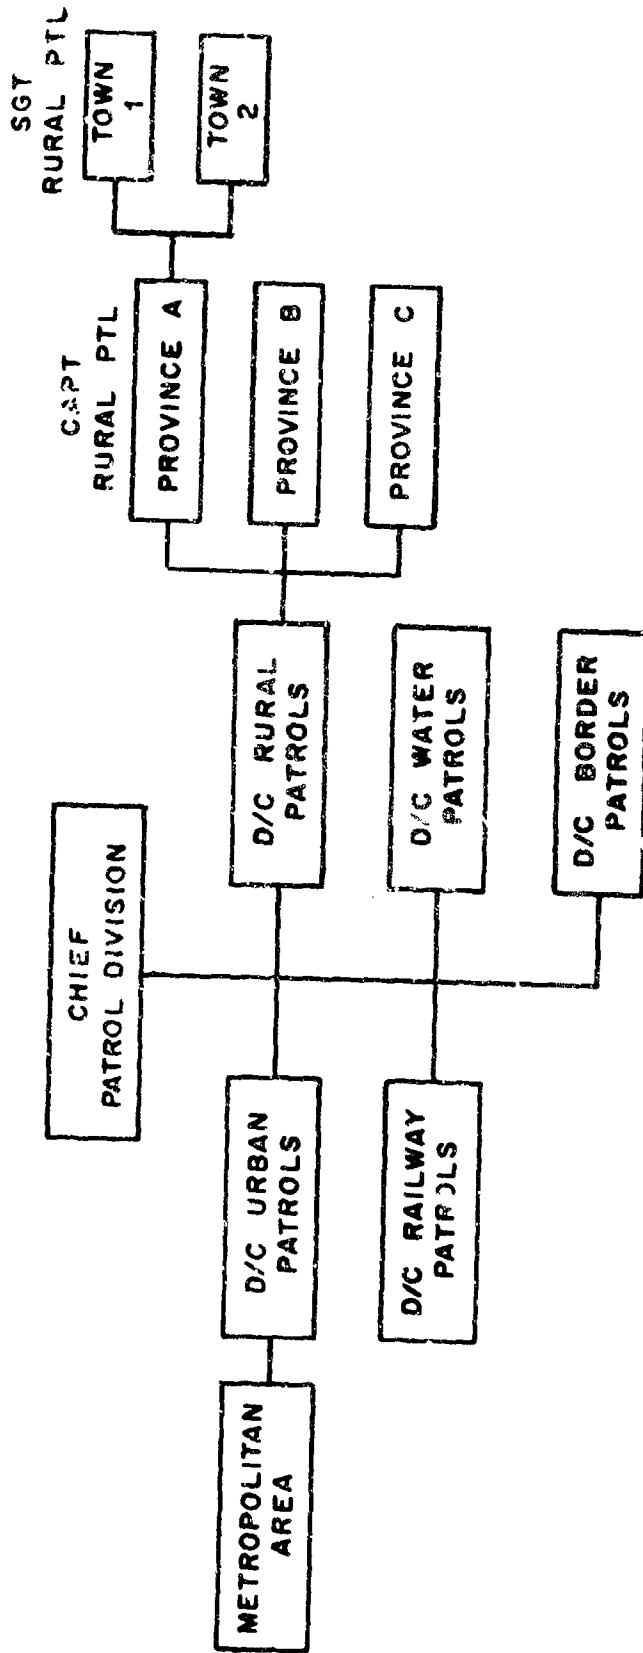 CHIEF
PATROL DIVISION
METROPOLITAN
AREA
D/C URBAN
PATROLS
D/C RURAL
PATROLS
D/C RAILWAY
PATROLS
D/C WATER
PATROLS
D/C BORDER
PATROLS
CAPT
RURAL PTL
PROVINCE A
PROVINCE B
PROVINCE C
SGT
RURAL PTL
TOWN
1
TOWN
2